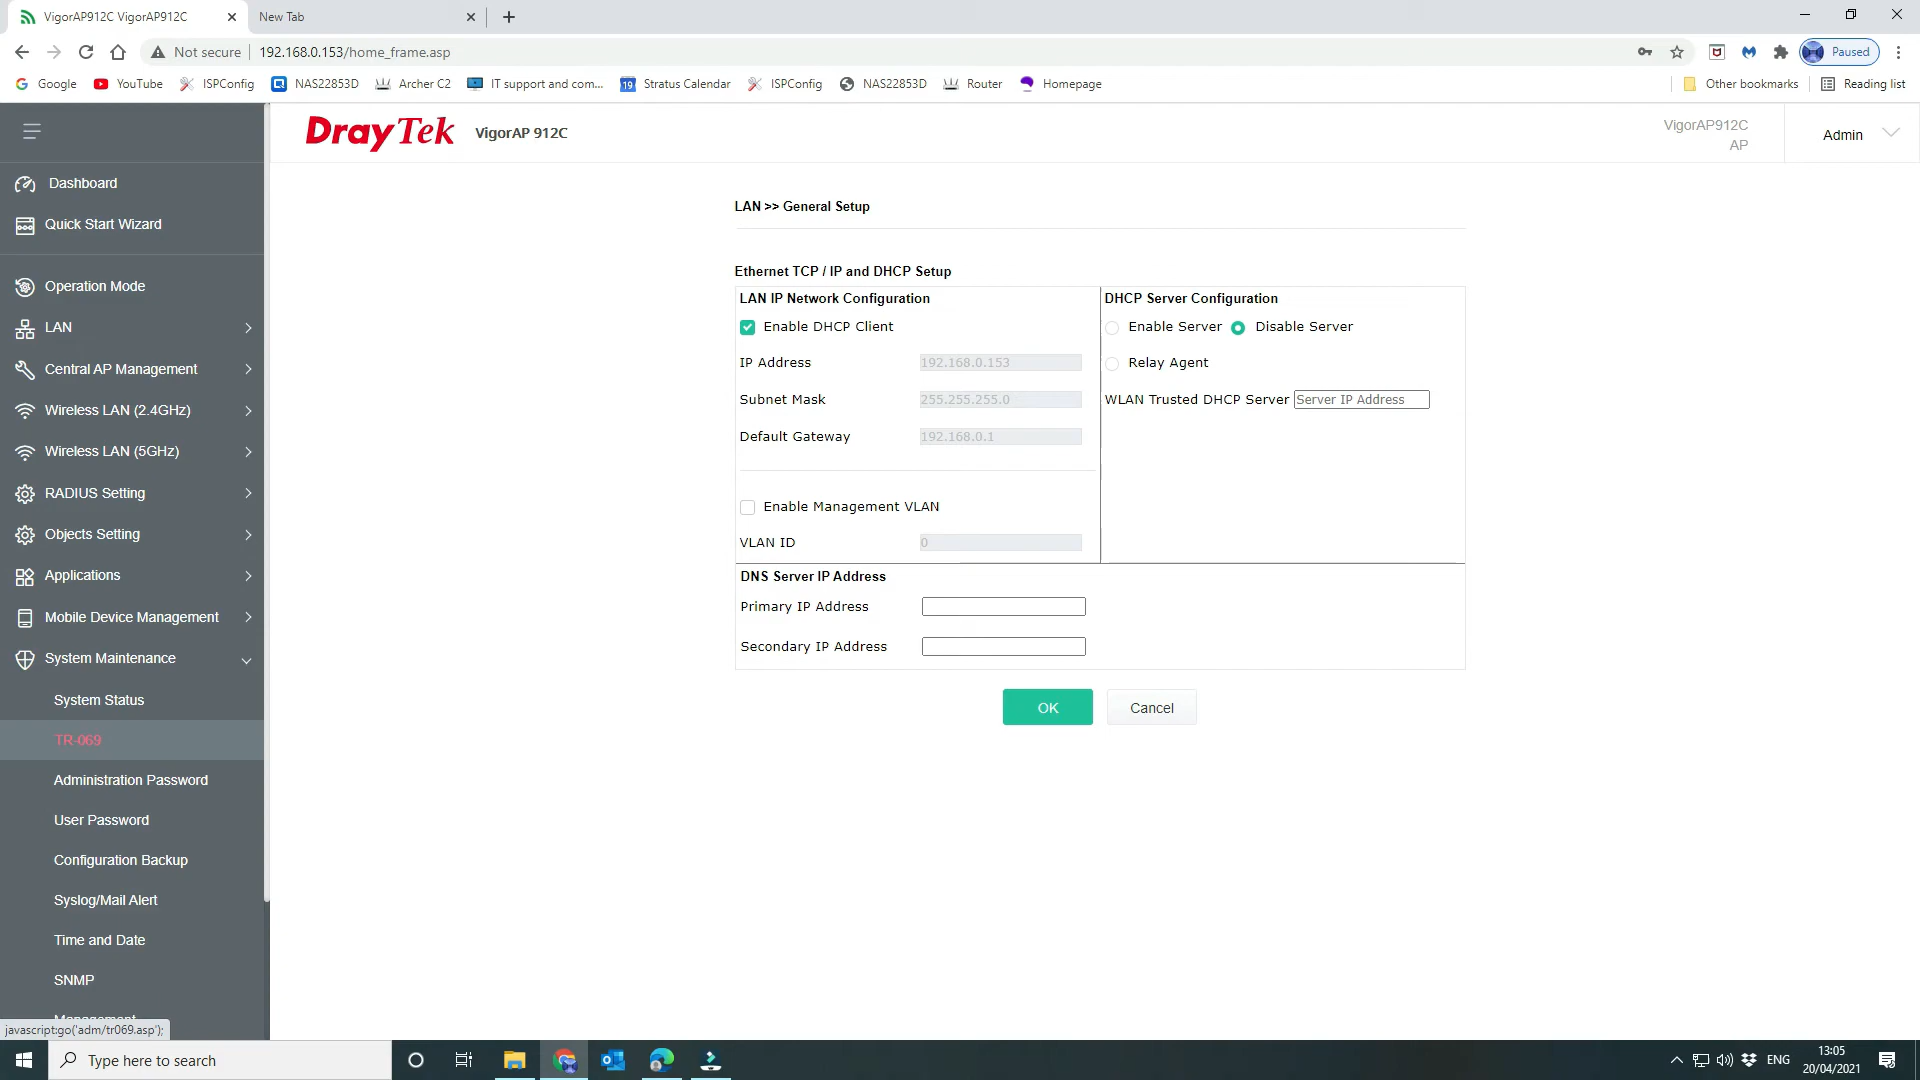 VigorAP912C VigorAP912C
New Tab
Not secure
192.168.0.153/home_frame.asp
Paused
Google
YouTube
ISPConfig
NAS22853D
Archer C2
IT support and com...
19
Stratus Calendar
ISPConfig
NAS22853D
Router
Homepage
Other bookmarks
Reading list
DrayTek
VigorAP 912C
VigorAP912C
AP
Admin
Dashboard
Quick Start Wizard
Operation Mode
LAN
Central AP Management
Wireless LAN (2.4GHz)
Wireless LAN (5GHz)
RADIUS Setting
Objects Setting
Applications
Mobile Device Management
System Maintenance
System Status
TR-069
Administration Password
User Password
Configuration Backup
Syslog/Mail Alert
Time and Date
SNMP
Management
javascript:go('adm/tr069.asp');
LAN >> General Setup
Ethernet TCP / IP and DHCP Setup
LAN IP Network Configuration
Enable DHCP Client
IP Address 192.168.0.153
Subnet Mask 255.255.255.0
Default Gateway 192.168.0.1
Enable Management VLAN
VLAN ID 0
DHCP Server Configuration
Enable Server Disable Server
Relay Agent
WLAN Trusted DHCP Server Server IP Address
DNS Server IP Address
Primary IP Address
Secondary IP Address
OK
Cancel
Type here to search
ENG
13:05
20/04/2021